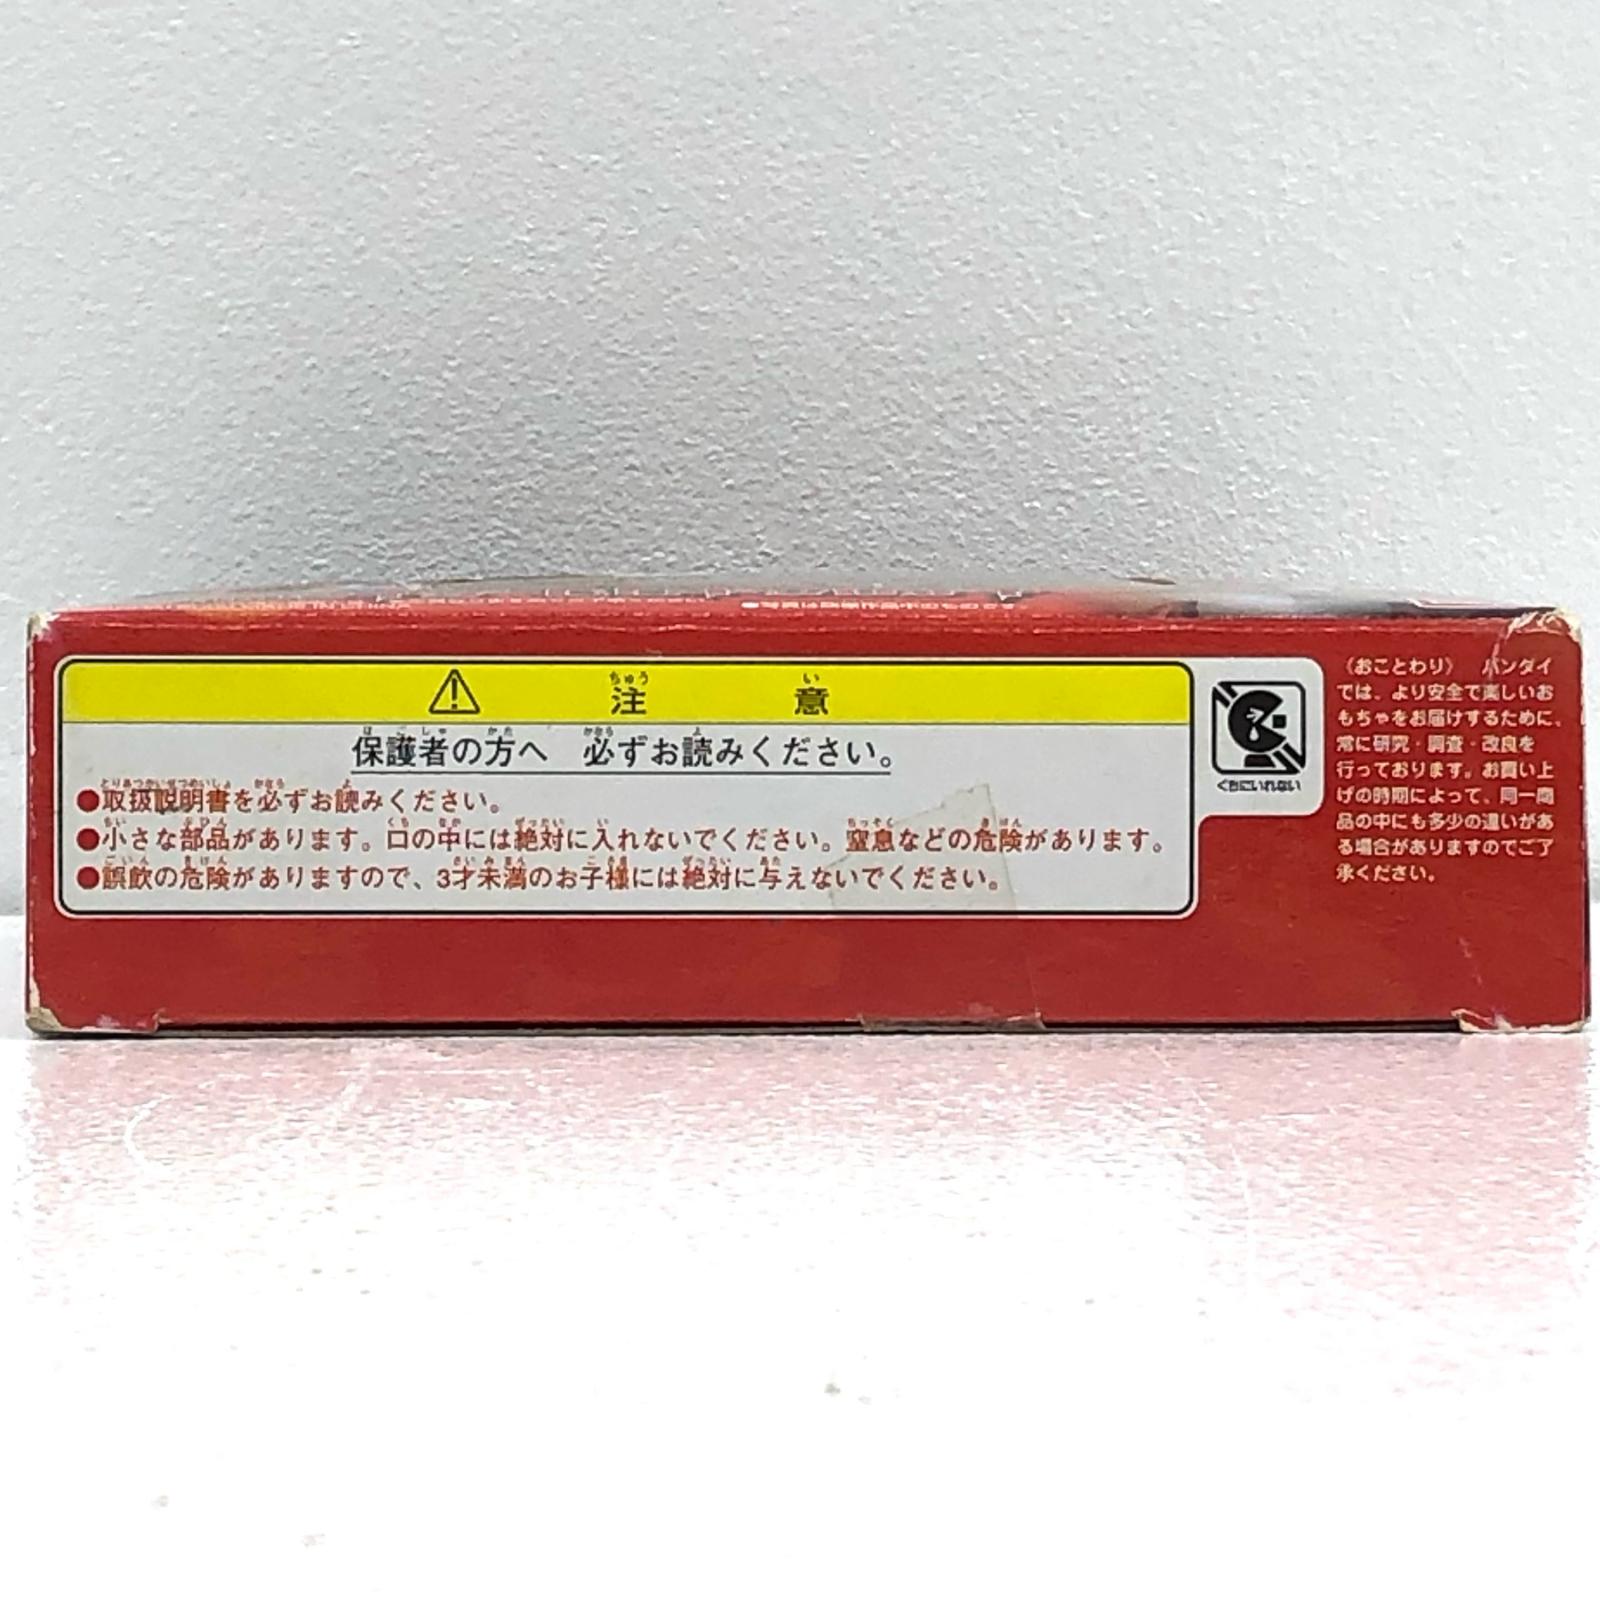 注意
保護者の方へ 必ずお読みください。
●取扱説明書を必ずお読みください。
●小さな部品があります。口の中には絶対に入れないでください。窒息などの危険があります。
●誤飲の危険がありますので、3才未満のお子様には絶対に与えないでください。
くちにいれない
〈おことわり〉 バンダイ
では、より安全で楽しいお
もちゃをお届けするために、
常に研究・調査・改良を
行っております。お買い上
げの時期によって、同一商
品の中にも多少の違いがあ
る場合がありますのでご了
承ください。